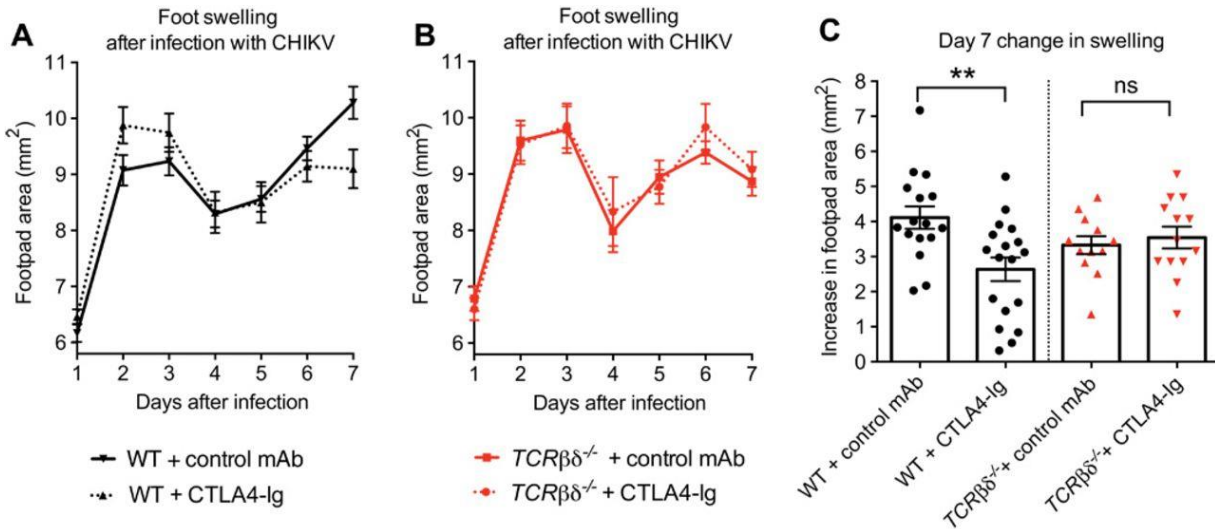 A
Foot swelling
after infection with CHIKV
Footpad area (mm²)
11
10
9
8
7
6
1 2 3 4 5 6 7
Days after infection
WT + control mAb
WT + CTLA4-Ig
B
Foot swelling
after infection with CHIKV
Footpad area (mm²)
11
10
9
8
7
6
1 2 3 4 5 6 7
Days after infection
TCRβδ-/- + control mAb
TCRβδ-/- + CTLA4-Ig
C
Day 7 change in swelling
Increase in footpad area (mm²)
8
7
6
5
4
3
2
1
0
**
ns
WT + control mAb
WT + CTLA4-Ig
TCRβδ-/-+ control mAb
TCRβδ-/-+ CTLA4-Ig